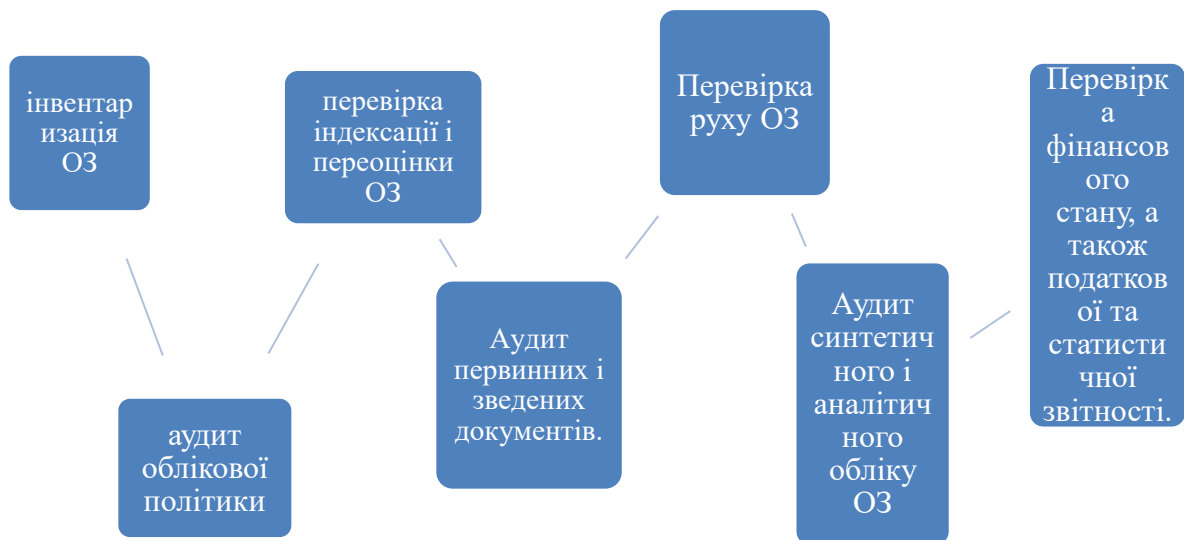 інвентар
изація
ОЗ
аудит
облікової
політики
перевірка
індексації і
переоцінки
ОЗ
Аудит
первинних і
зведених
документів.
Перевірка
руху ОЗ
Аудит
синтетич
ного і
аналітич
ного
обліку
ОЗ
Перевірк
а
фінансов
ого
стану, а
також
податков
ої та
статисти
чної
звітності.